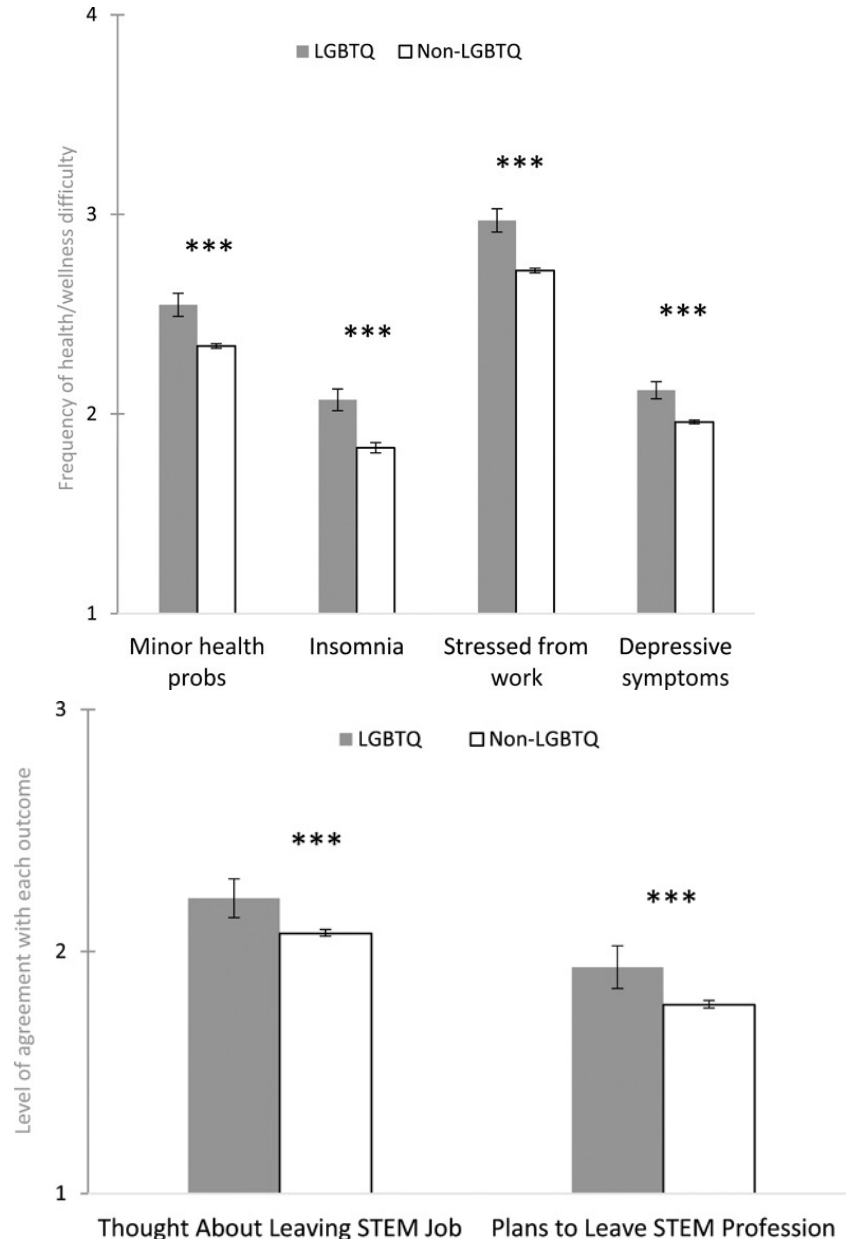 4
LGBTQ Non-LGBTQ
Frequency of health/wellness difficulty
***
3
***
***
***
2
1
Minor health probs
Insomnia
Stressed from work
Depressive symptoms
3
LGBTQ Non-LGBTQ
Level of agreement with each outcome
***
***
2
1
Thought About Leaving STEM Job Plans to Leave STEM Profession